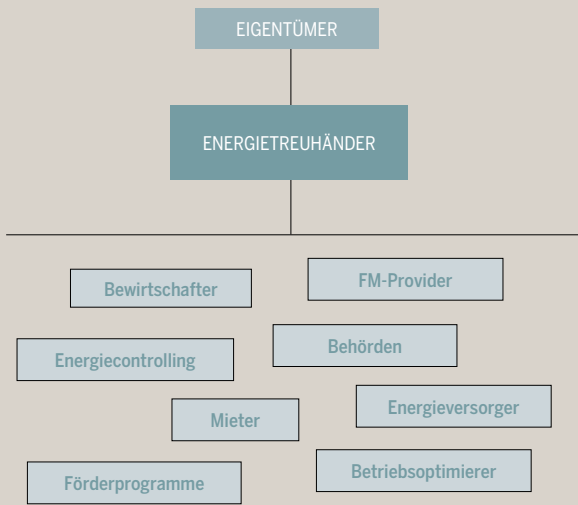 EIGENTÜMER
ENERGIETREUHÄNDER
Bewirtschafter
FM-Provider
Energiecontrolling
Behörden
Mieter
Energieversorger
Förderprogramme
Betriebsoptimierer